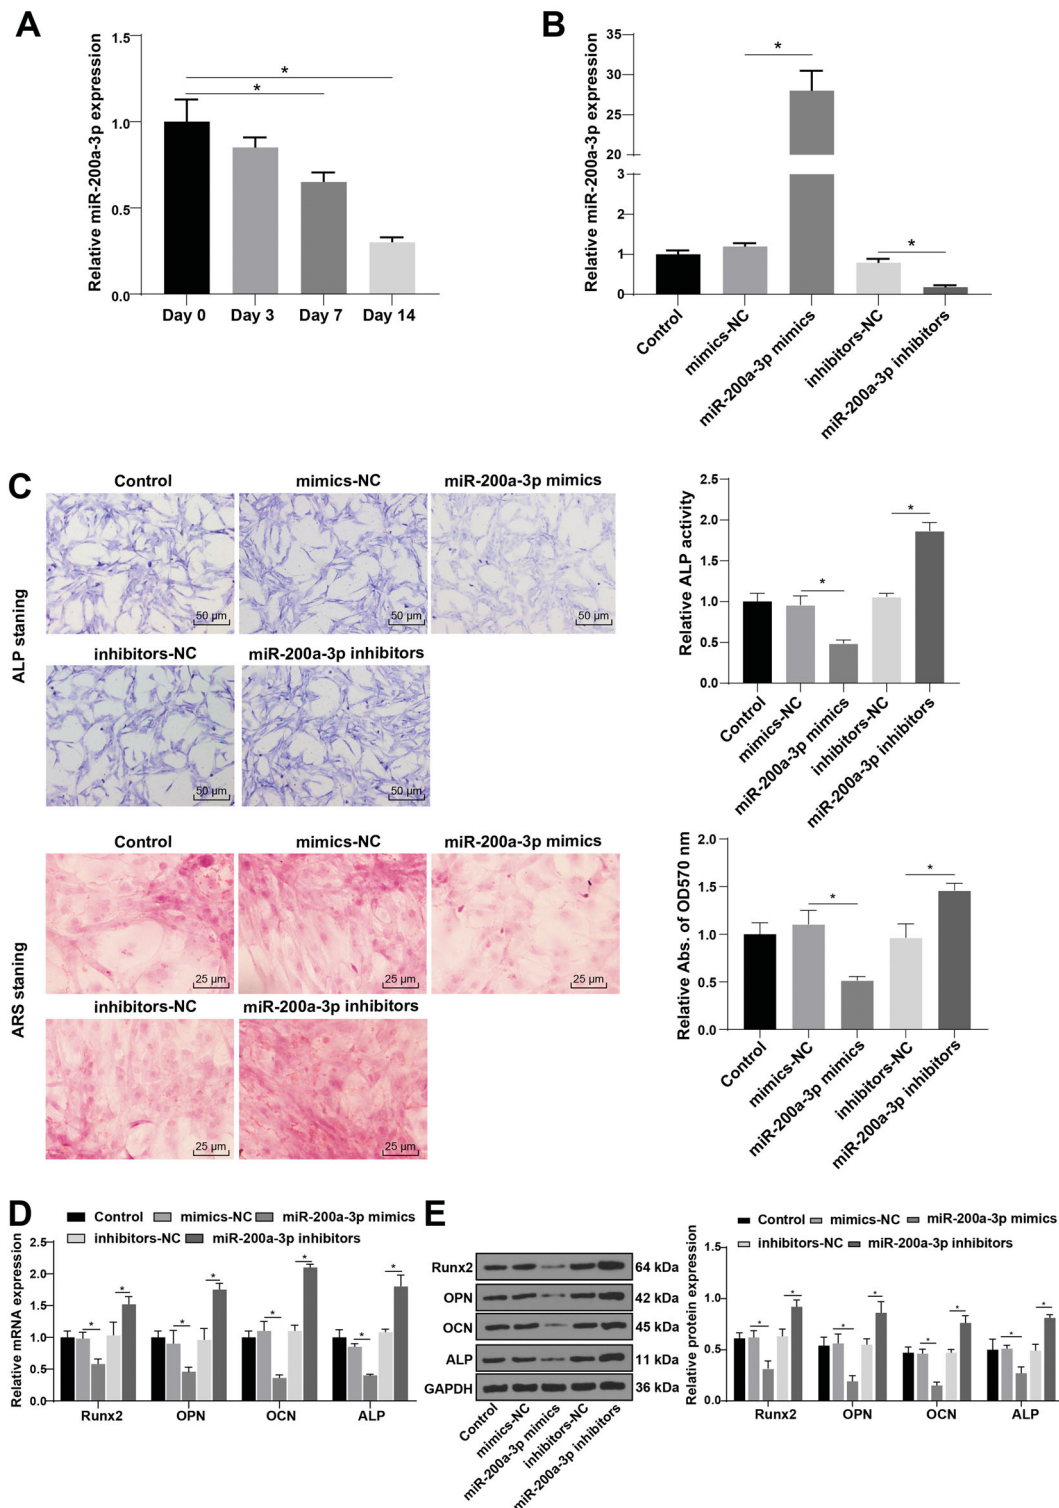 A
Relative miR-200a-3p expression
1.5
1.0
0.5
0.0
*
*
Day 0 Day 3 Day 7 Day 14
B
Relative miR-200a-3p expression
35
30
25
20
3
2
1
0
*
*
Control
mimics-NC
miR-200a-3p mimics
inhibitors-NC
miR-200a-3p inhibitors
C
ALP staning
Control mimics-NC miR-200a-3p mimics
50 µm 50 µm 50 µm
inhibitors-NC miR-200a-3p inhibitors
50 µm 50 µm
Relative ALP activity
2.5
2.0
1.5
1.0
0.5
0.0
*
*
Control
mimics-NC
miR-200a-3p mimics
inhibitors-NC
miR-200a-3p inhibitors
ARS staning
Control mimics-NC miR-200a-3p mimics
25 µm 25 µm 25 µm
inhibitors-NC miR-200a-3p inhibitors
25 µm 25 µm
Relative Abs. of OD570 nm
2.0
1.5
1.0
0.5
0.0
*
*
Control
mimics-NC
miR-200a-3p mimics
inhibitors-NC
miR-200a-3p inhibitors
D
Control mimics-NC miR-200a-3p mimics
inhibitors-NC miR-200a-3p inhibitors
Relative mRNA expression
2.5
2.0
1.5
1.0
0.5
0.0
* * * * * * * *
Runx2 OPN OCN ALP
E
Runx2 64 kDa
OPN 42 kDa
OCN 45 kDa
ALP 11 kDa
GAPDH 36 kDa
Control
mimics-NC
miR-200a-3p mimics
inhibitors-NC
miR-200a-3p inhibitors
Control mimics-NC miR-200a-3p mimics
inhibitors-NC miR-200a-3p inhibitors
Relative protein expression
1.5
1.0
0.5
0.0
* * * * * * * *
Runx2 OPN OCN ALP